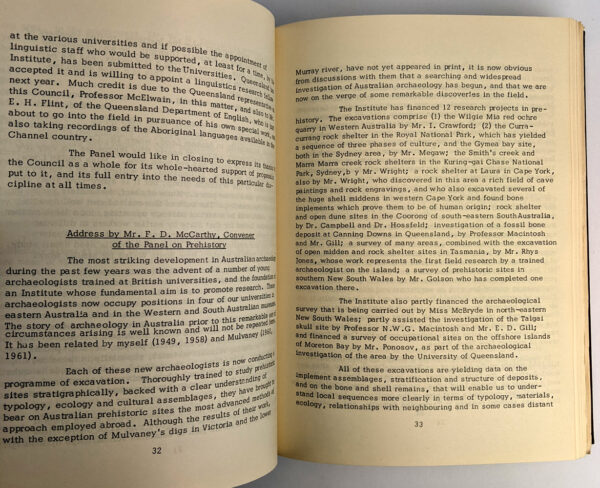 at the various universities and if possible the appointment of
linguistic staff who would be supported, at least for a time, by the
Institute, has been submitted to the Universities. Queensland has
accepted it and is willing to appoint a linguistics research fellow
next year. Much credit is due to the Queensland representative
this Council, Professor McElwain, in this matter, and also to Mr.
E. H. Flint, of the Queensland Department of English, who is
about to go into the field in pursuance of his own special work,
also taking recordings of the Aboriginal languages available in the
Channel country.
The Panel would like in closing to express its thanks
the Council as a whole for its whole-hearted support of proposals
put to it, and its full entry into the needs of this particular dis-
cipline at all times.
Address by Mr. F. D. McCarthy, Convener
of the Panel on Prehistory
The most striking development in Australian archaeology
during the past few years was the advent of a number of young
archaeologists trained at British universities, and the foundation
an Institute whose fundamental aim is to promote research. These
archaeologists now occupy positions in four of our universities in
eastern Australia and in the Western and South Australian museums.
The story of archaeology in Australia prior to this remarkable set of
circumstances arising is well known and will not be repeated here.
It has been related by myself (1949, 1958) and Mulvaney (195
1961).
Each of these new archaeologists is now conducting a
programme of excavation. Thoroughly trained to study prehistoric
sites stratigraphically, backed with a clear understanding of
typology, ecology and cultural assemblages, they have brought to
bear on Australian prehistoric sites the most advanced methods of
approach employed abroad. Although the results of their work,
with the exception of Mulvaney's digs in Victoria and the lower
32
Murray river, have not yet appeared in print, it is now obvious
from discussions with them that a searching and widespread
investigation of Australian archaeology has begun, and that we are
now on the verge of some remarkable discoveries in the field.
The Institute has financed 12 research projects in pre-
history. The excavations comprise (1) the Wilgie Mia red ochre
quarry in Western Australia by Mr. I. Crawford; (2) the Curra-
currang rock shelter in the Royal National Park, which has yielded
a sequence of three phases of culture, and the Gymea bay site,
both in the Sydney area, by Mr. Megaw; the Smith's creek and
Marra Marra creek rock shelters in the Kuring-gai Chase National
Park, Sydney,b y Mr. Wright; a rock shelter at Laura in Cape York,
also by Mr. Wright, who discovered in this area a rich field of cave
paintings and rock engravings, and who also excavated several of
the huge shell middens in western Cape York and found bone
implements which prove them to be of human origin; rock shelter
and open dune sites in the Coorong of south-eastern SouthAustralia,
by Dr. Campbell and Dr. Hossfeld; investigation of a fossil bone
deposit at Canning Downs in Queensland, by Professor Macintosh
and Mr. Gill; a survey of many areas, combined with the excavation
of open midden and rock shelter sites in Tasmania, by Mr. Rhys
Jones, whose work represents the first field research by a trained
archaeologist on the island; a survey of prehistoric sites in
southern New South Wales by Mr. Golson who has completed one
excavation there.
The Institute also partly financed the archaeological
survey that is being carried out by Miss McBryde in north-eastern
New South Wales; partly assisted the investigation of the Talgai
skull site by Professor N.W.G. Macintosh and Mr. E. D. Gill;
and financed a survey of occupational sites on the offshore islands
of Moreton Bay by Mr. Ponosov, as part of the archaeological
investigation of the area by the University of Queensland.
All of these excavations are yielding data on the
implement assemblages, stratification and structure of deposits,
and on the bone and shell remains, that will enable us to under-
stand local sequences more clearly in terms of typology, materials,
ecology, relationships with neighbouring and in some cases distant
33